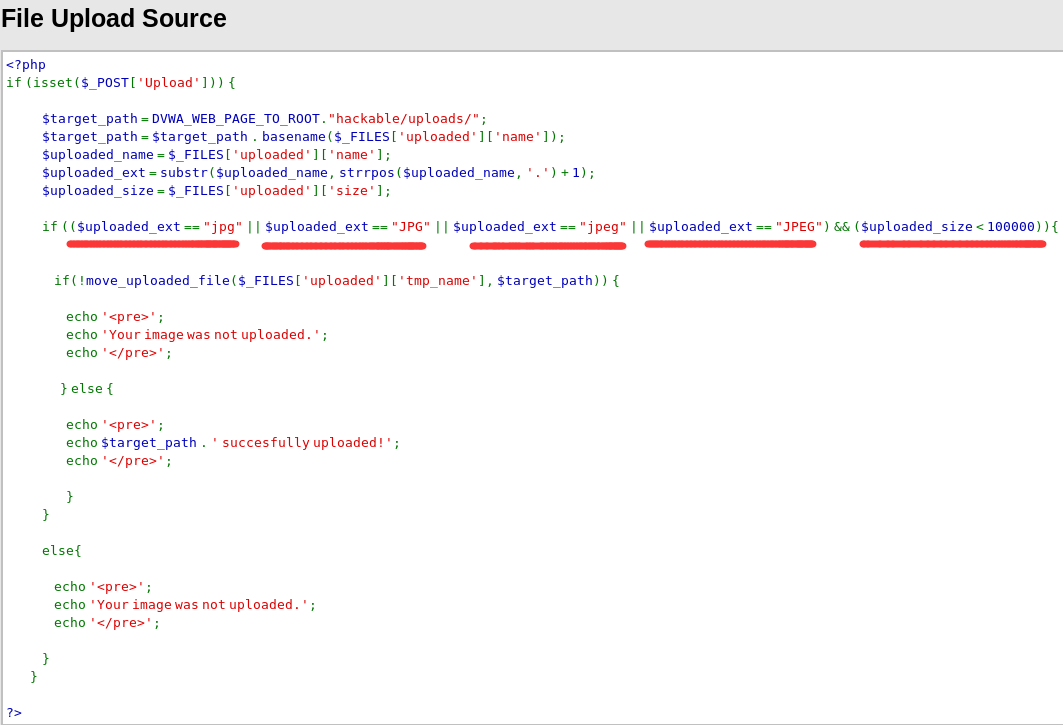 File Upload Source
<?php
if (isset($_POST['Upload'])) {
$target_path = DVWA_WEB_PAGE_TO_ROOT."hackable/uploads/";
$target_path = $target_path . basename($_FILES['uploaded']['name']);
$uploaded_name = $_FILES['uploaded']['name'];
$uploaded_ext = substr($uploaded_name, strrpos($uploaded_name, '.') + 1);
$uploaded_size = $_FILES['uploaded']['size'];
if (($uploaded_ext == "jpg" || $uploaded_ext == "JPG" || $uploaded_ext == "jpeg" || $uploaded_ext == "JPEG") && ($uploaded_size < 100000)){
if(!move_uploaded_file($_FILES['uploaded']['tmp_name'], $target_path)) {
echo '<pre>';
echo 'Your image was not uploaded.';
echo '</pre>';
} else {
echo '<pre>';
echo $target_path . ' succesfully uploaded!';
echo '</pre>';
}
}
else{
echo '<pre>';
echo 'Your image was not uploaded.';
echo '</pre>';
}
}
?>